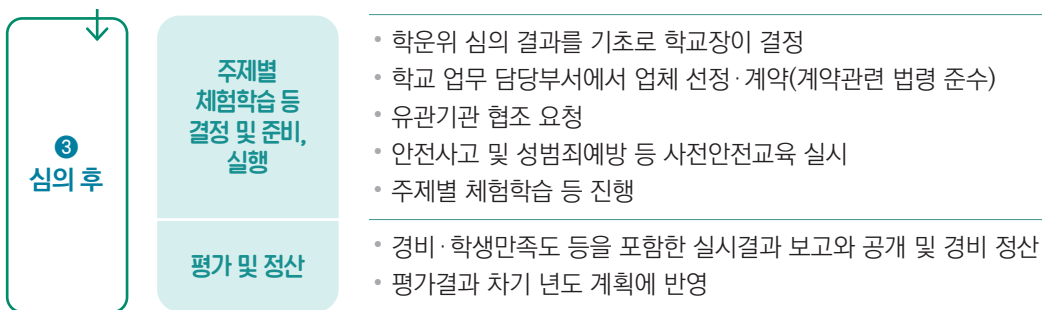 ❸
심의 후
주제별
체험학습 등
결정 및 준비,
실행
• 학운위 심의 결과를 기초로 학교장이 결정
• 학교 업무 담당부서에서 업체 선정·계약(계약관련 법령 준수)
• 유관기관 협조 요청
• 안전사고 및 성범죄예방 등 사전안전교육 실시
• 주제별 체험학습 등 진행
평가 및 정산
• 경비·학생만족도 등을 포함한 실시결과 보고와 공개 및 경비 정산
• 평가결과 차기 년도 계획에 반영